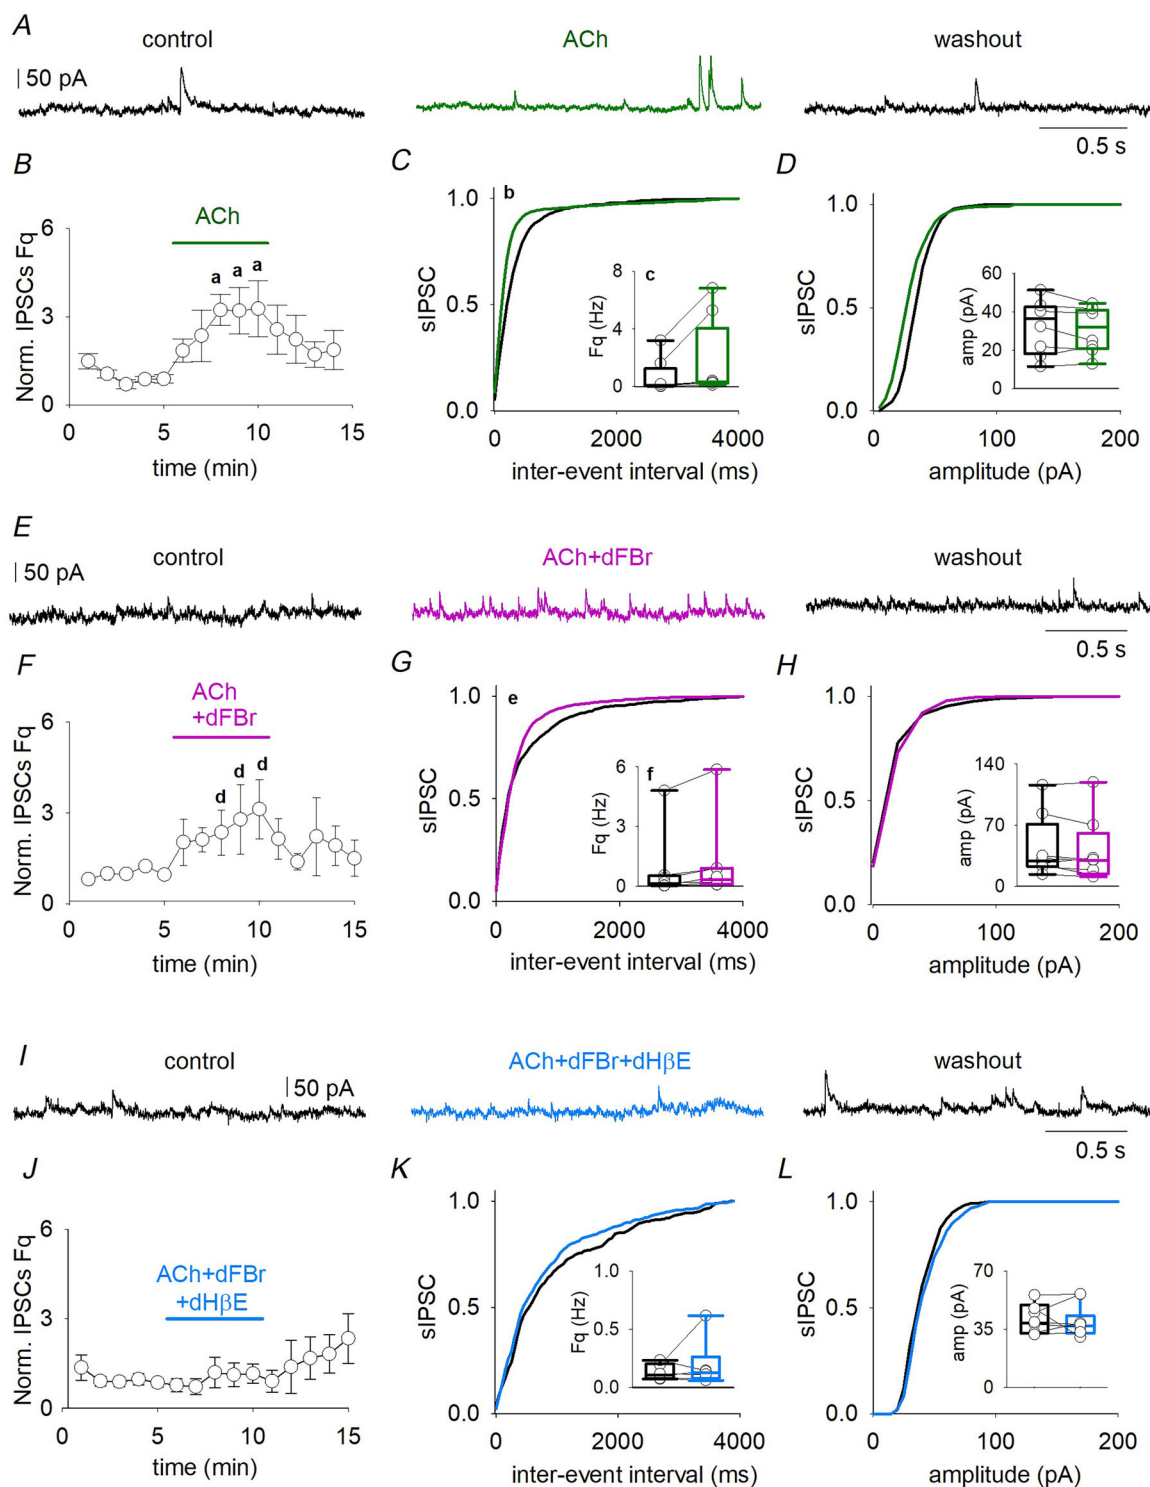 A
control
ACh
washout
50 pA
0.5 s
B
ACh
a a a
Norm. IPSCs Fq
6
3
0
0 5 10 15
time (min)
C
b
sIPSC
1.0
0.5
0.0
0 2000 4000
inter-event interval (ms)
c
Fq (Hz)
8
4
0
D
sIPSC
1.0
0.5
0.0
0 100 200
amplitude (pA)
amp (pA)
60
40
20
0
E
control
ACh+dFBr
washout
50 pA
0.5 s
F
ACh
+dFBr
d d d
Norm. IPSCs Fq
6
3
0
0 5 10 15
time (min)
G
e
sIPSC
1.0
0.5
0.0
0 2000 4000
inter-event interval (ms)
f
Fq (Hz)
6
3
0
H
sIPSC
1.0
0.5
0.0
0 100 200
amplitude (pA)
amp (pA)
140
70
0
I
control
ACh+dFBr+dHβE
washout
50 pA
0.5 s
J
ACh+dFBr
+dHβE
Norm. IPSCs Fq
6
3
0
0 5 10 15
time (min)
K
sIPSC
1.0
0.5
0.0
0 2000 4000
inter-event interval (ms)
Fq (Hz)
1.0
0.5
0.0
L
sIPSC
1.0
0.5
0.0
0 100 200
amplitude (pA)
amp (pA)
70
35
0